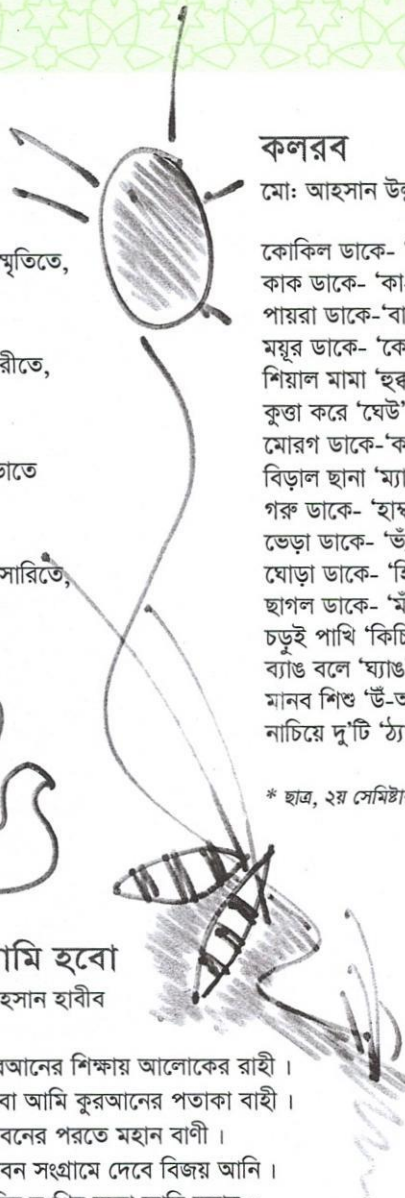 মৃতিতে,
রীতে,
াতে
সারিতে,
কলরব
মোঃ আহসান উল্
কোকিল ডাকে-
কাক ডাকে- ‘কা-
পায়রা ডাকে-‘বা
ময়ূর ডাকে- ‘কে
শিয়াল মামা ‘হুক্ক
কুত্তা করে ‘ঘেউ’
মোরগ ডাকে-‘ক
বিড়াল ছানা ‘ম্যা
গরু ডাকে- ‘হাম্ব
ভেড়া ডাকে- ‘ভঁ
ঘোড়া ডাকে- ‘হি
ছাগল ডাকে- ‘মঁ
চড়ুই পাখি ‘কিচি
ব্যাঙ বলে ‘ঘ্যাঙ
মানব শিশু ‘উঁ-অ
নাচিয়ে দু’টি ‘ঠ্য
* ছাত্র, ২য় সেমিষ্টা
ামি হবো
হসান হাবীব
রআনের শিক্ষায় আলোকের রাহী ।
বো আমি কুরআনের পতাকা বাহী ।
বনের পরতে মহান বাণী ।
বন সংগ্রামে দেবে বিজয় আনি ।